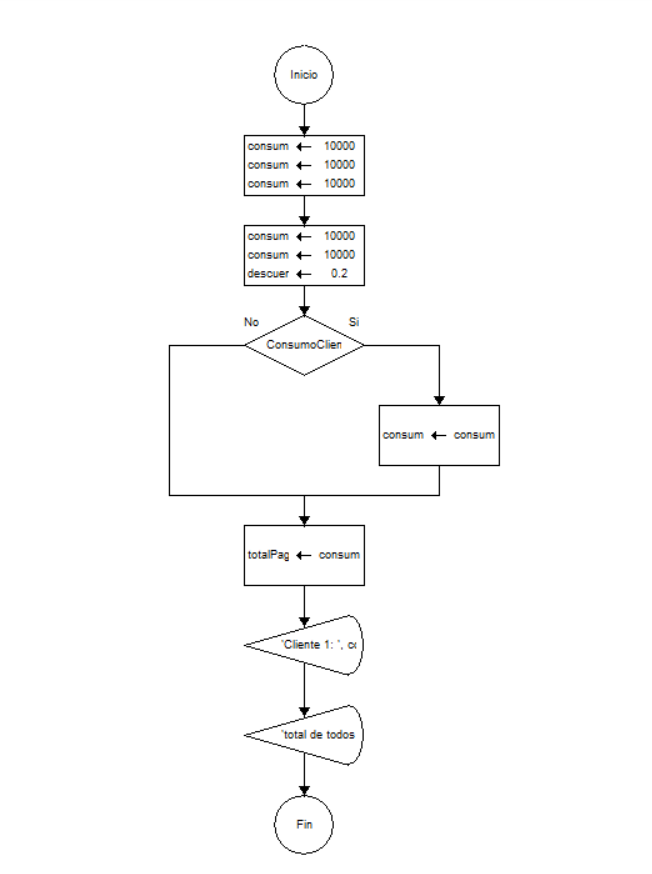 Inicio
consum ← 10000
consum ← 10000
consum ← 10000
consum ← 10000
consum ← 10000
descuer ← 0.2
No Si
ConsumoClien
consum ← consum
totalPag ← consum
'Cliente 1: ', co
'total de todos
Fin